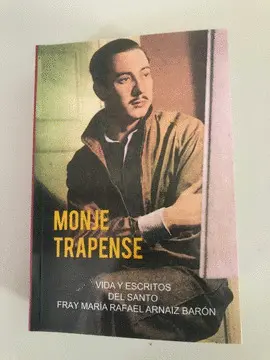 MONJE
TRAPENSE
VIDA Y ESCRITOS
DEL SANTO
FRAY MARÍA RAFAEL ARNAIZ BARÓN